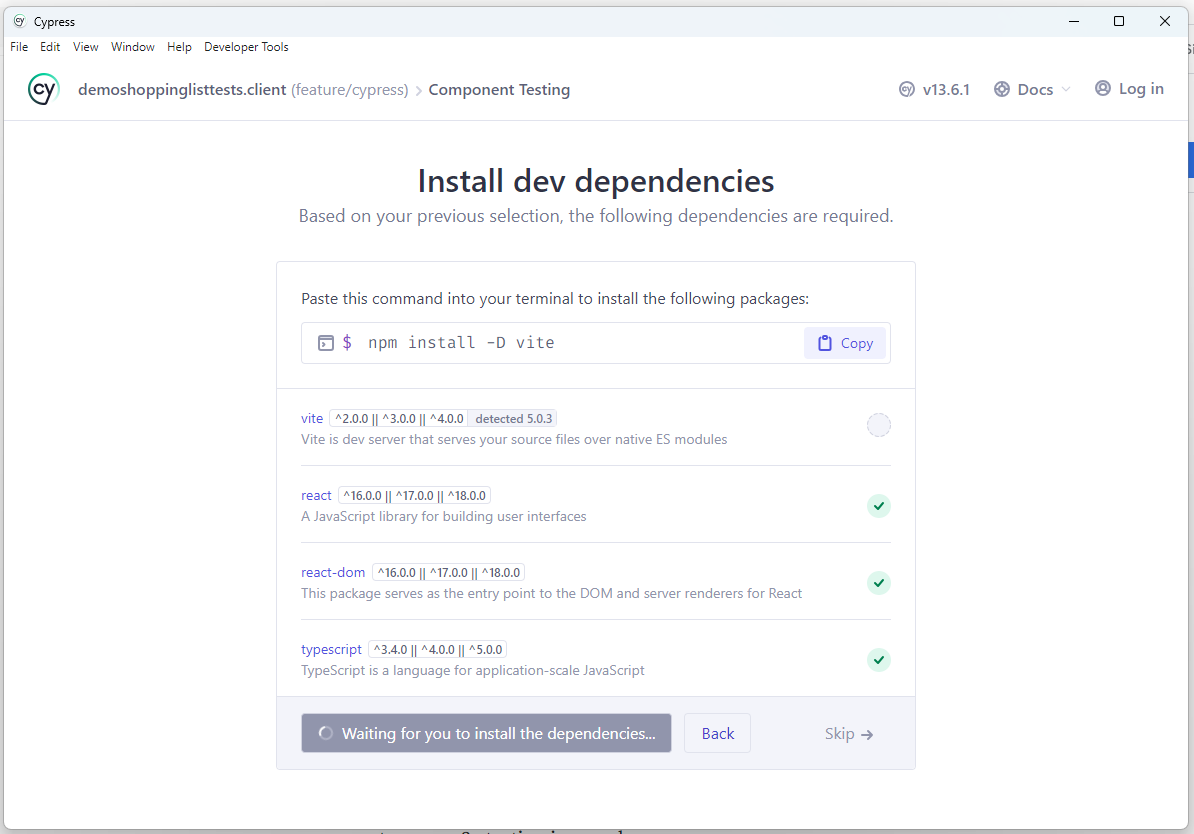 Cypress
File Edit View Window Help Developer Tools
cy demoshoppinglisttests.client (feature/cypress) > Component Testing v13.6.1 Docs Log in
Install dev dependencies
Based on your previous selection, the following dependencies are required.
Paste this command into your terminal to install the following packages:
$ npm install -D vite Copy
vite ^2.0.0 || ^3.0.0 || ^4.0.0 detected 5.0.3
Vite is dev server that serves your source files over native ES modules
react ^16.0.0 || ^17.0.0 || ^18.0.0
A JavaScript library for building user interfaces
react-dom ^16.0.0 || ^17.0.0 || ^18.0.0
This package serves as the entry point to the DOM and server renderers for React
typescript ^3.4.0 || ^4.0.0 || ^5.0.0
TypeScript is a language for application-scale JavaScript
Waiting for you to install the dependencies... Back Skip →